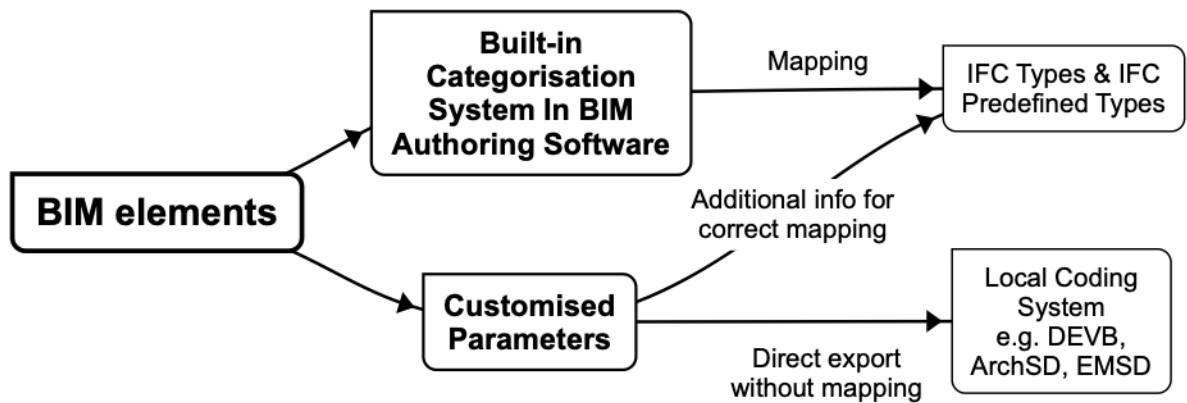 Built-in
Categorisation
System In BIM
Authoring Software
Mapping
IFC Types & IFC
Predefined Types
BIM elements
Additional info for
correct mapping
Customised
Parameters
Direct export
without mapping
Local Coding
System
e.g. DEVB,
ArchSD, EMSD